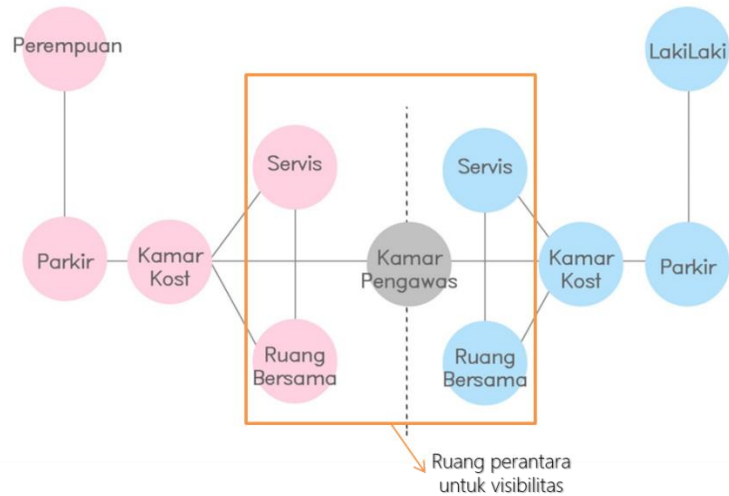 Perempuan
LakiLaki
Servis
Servis
Parkir
Kamar
Kost
Kamar
Pengawas
Kamar
Kost
Parkir
Ruang
Bersama
Ruang
Bersama
Ruang perantara
untuk visibilitas